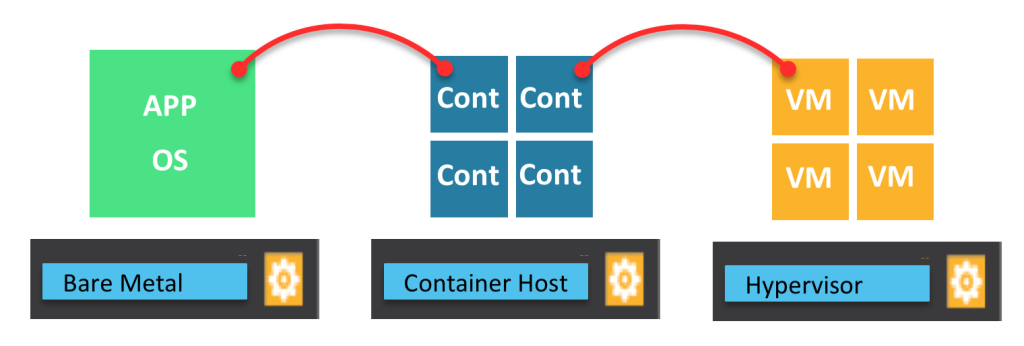 APP
OS
Cont Cont
Cont Cont
VM VM
VM VM
Bare Metal
Container Host
Hypervisor